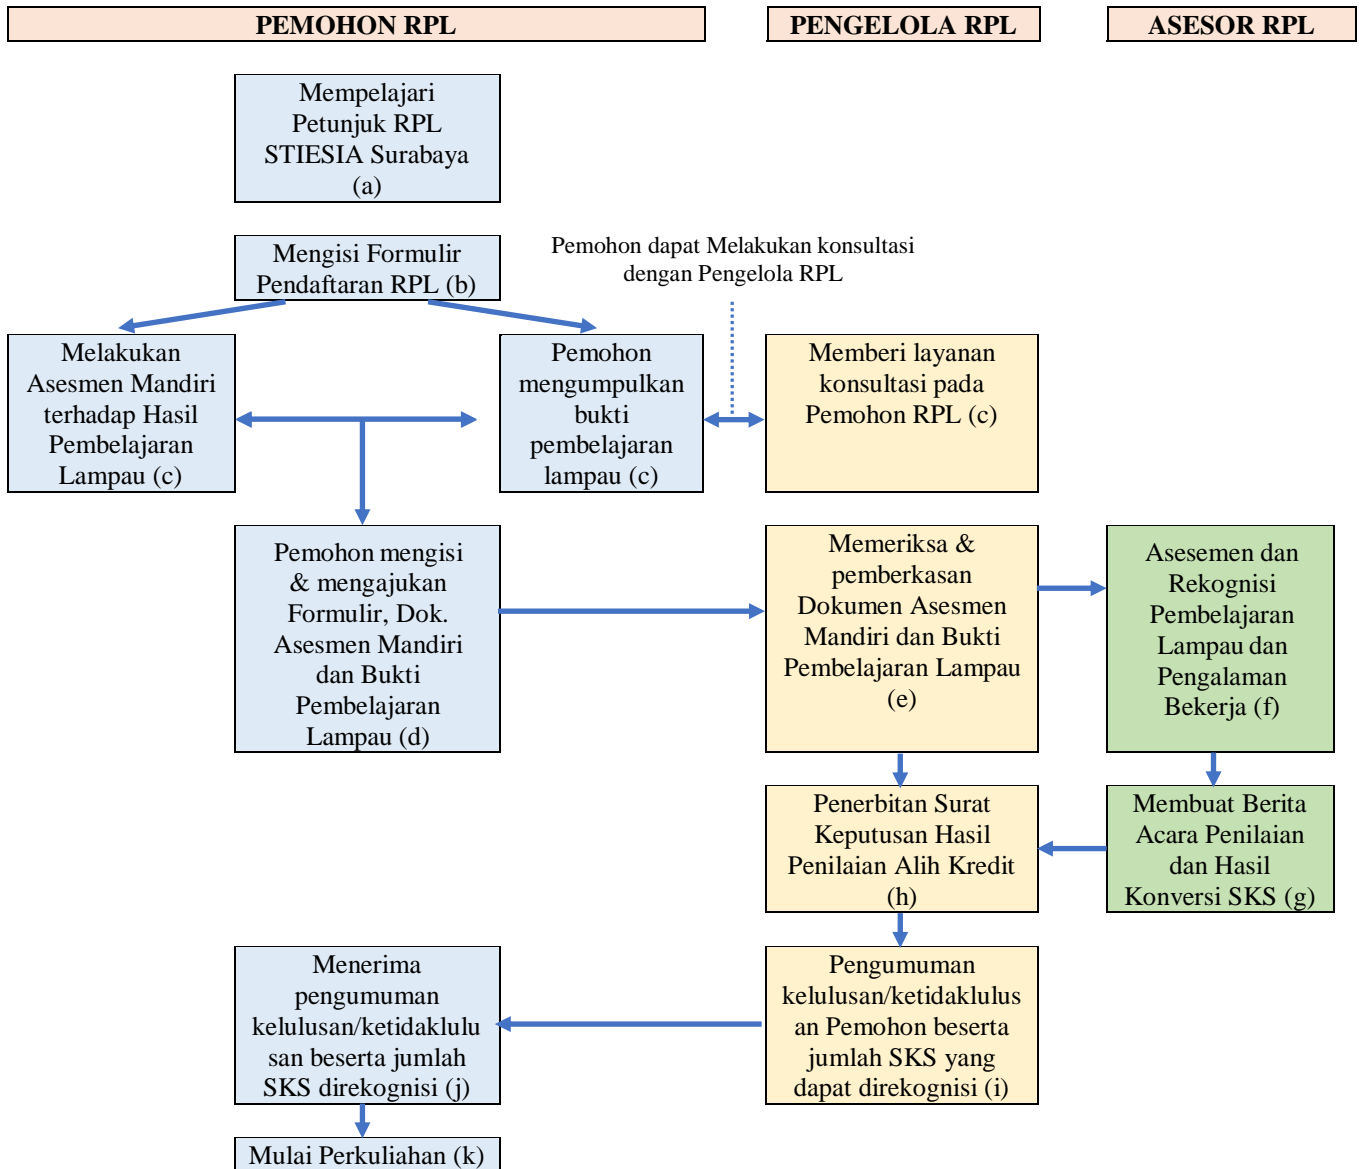 PEMOHON RPL
PENGELOLA RPL
ASESOR RPL
Mempelajari
Petunjuk RPL
STIESIA Surabaya
(a)
Mengisi Formulir
Pendaftaran RPL (b)
Pemohon dapat Melakukan konsultasi
dengan Pengelola RPL
Melakukan
Asesmen Mandiri
terhadap Hasil
Pembelajaran
Lampau (c)
Pemohon
mengumpulkan
bukti
pembelajaran
lampau (c)
Memberi layanan
konsultasi pada
Pemohon RPL (c)
Pemohon mengisi
& mengajukan
Formulir, Dok.
Asesmen Mandiri
dan Bukti
Pembelajaran
Lampau (d)
Memeriksa &
pemberkasan
Dokumen Asesmen
Mandiri dan Bukti
Pembelajaran Lampau
(e)
Asesemen dan
Rekognisi
Pembelajaran
Lampau dan
Pengalaman
Bekerja (f)
Penerbitan Surat
Keputusan Hasil
Penilaian Alih Kredit
(h)
Membuat Berita
Acara Penilaian
dan Hasil
Konversi SKS (g)
Menerima
pengumuman
kelulusan/ketidaklulu
san beserta jumlah
SKS direkognisi (j)
Pengumuman
kelulusan/ketidaklulus
an Pemohon beserta
jumlah SKS yang
dapat direkognisi (i)
Mulai Perkuliahan (k)